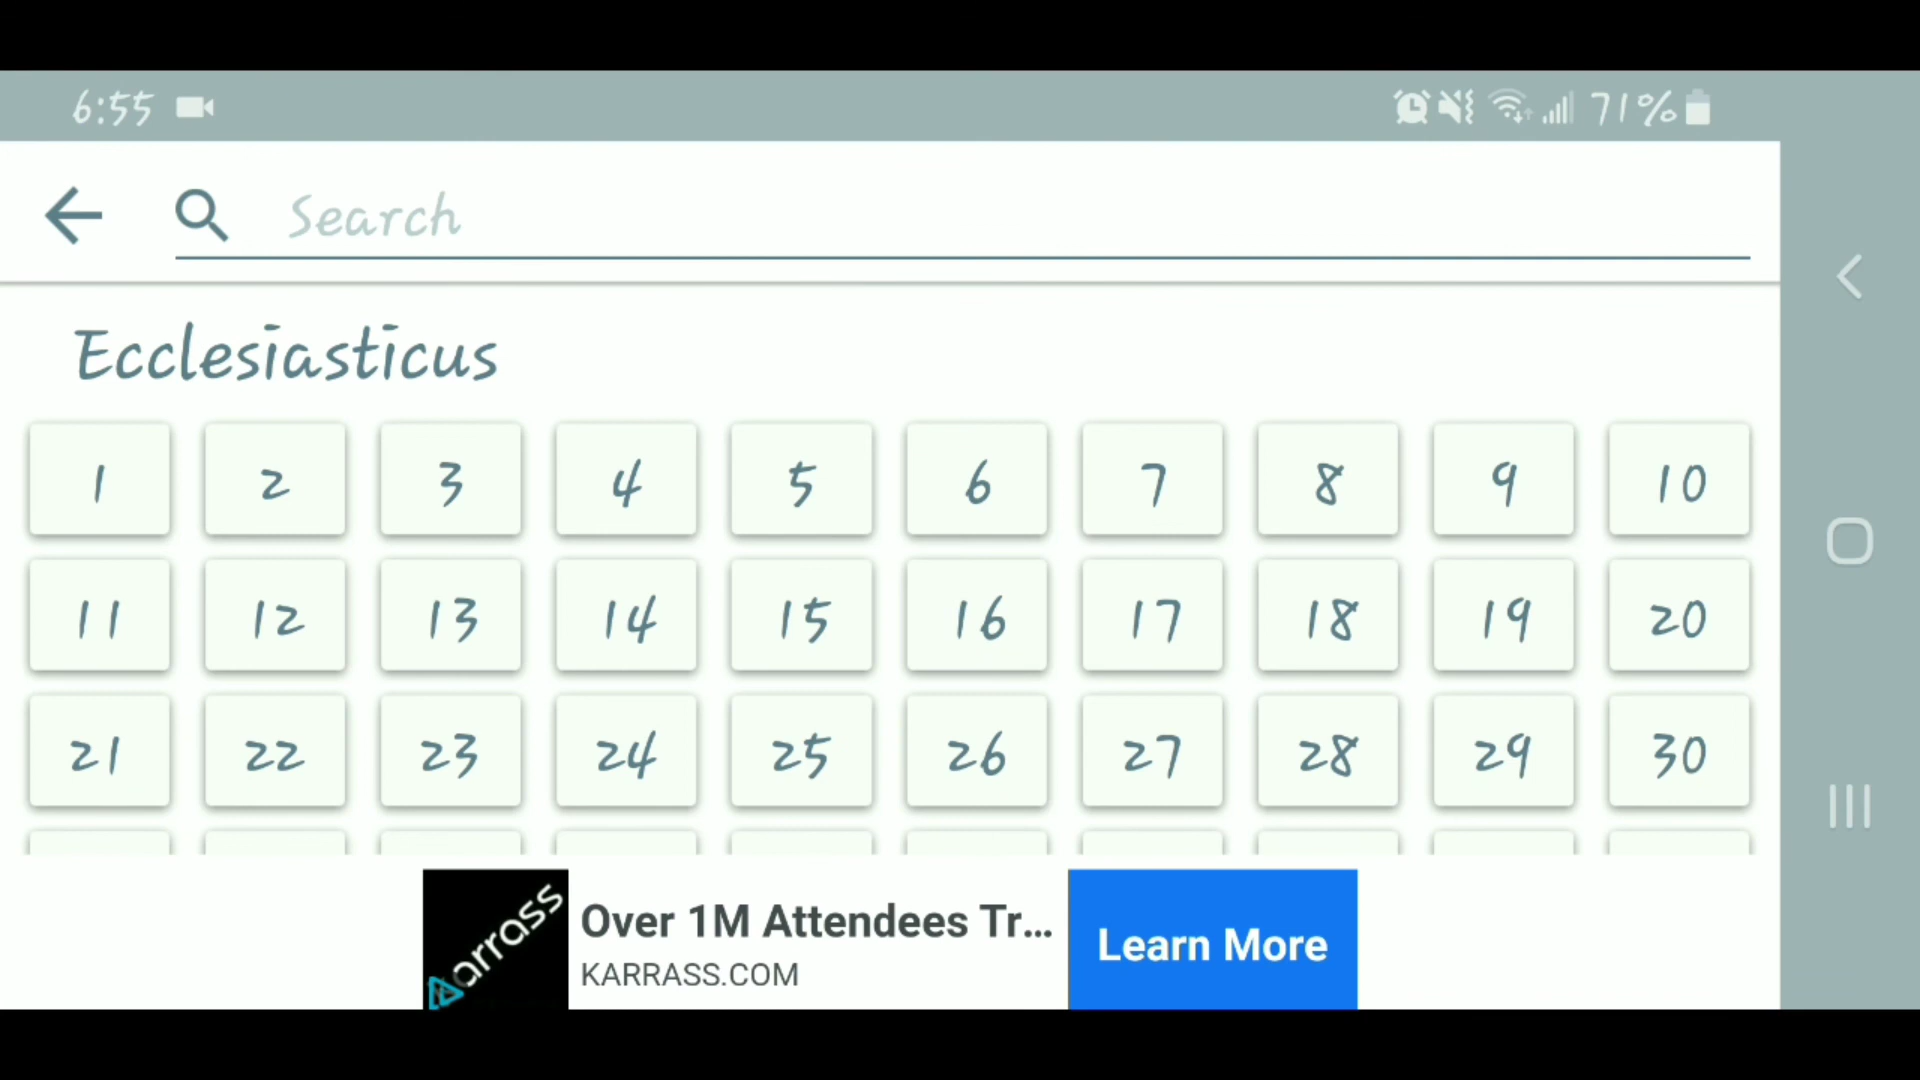 6:55 71%
Search
Ecclesiasticus
1 2 3 4 5 6 7 8 9 10
11 12 13 14 15 16 17 18 19 20
21 22 23 24 25 26 27 28 29 30
Karrass
Over 1M Attendees Tr...
KARRASS.COM
Learn More